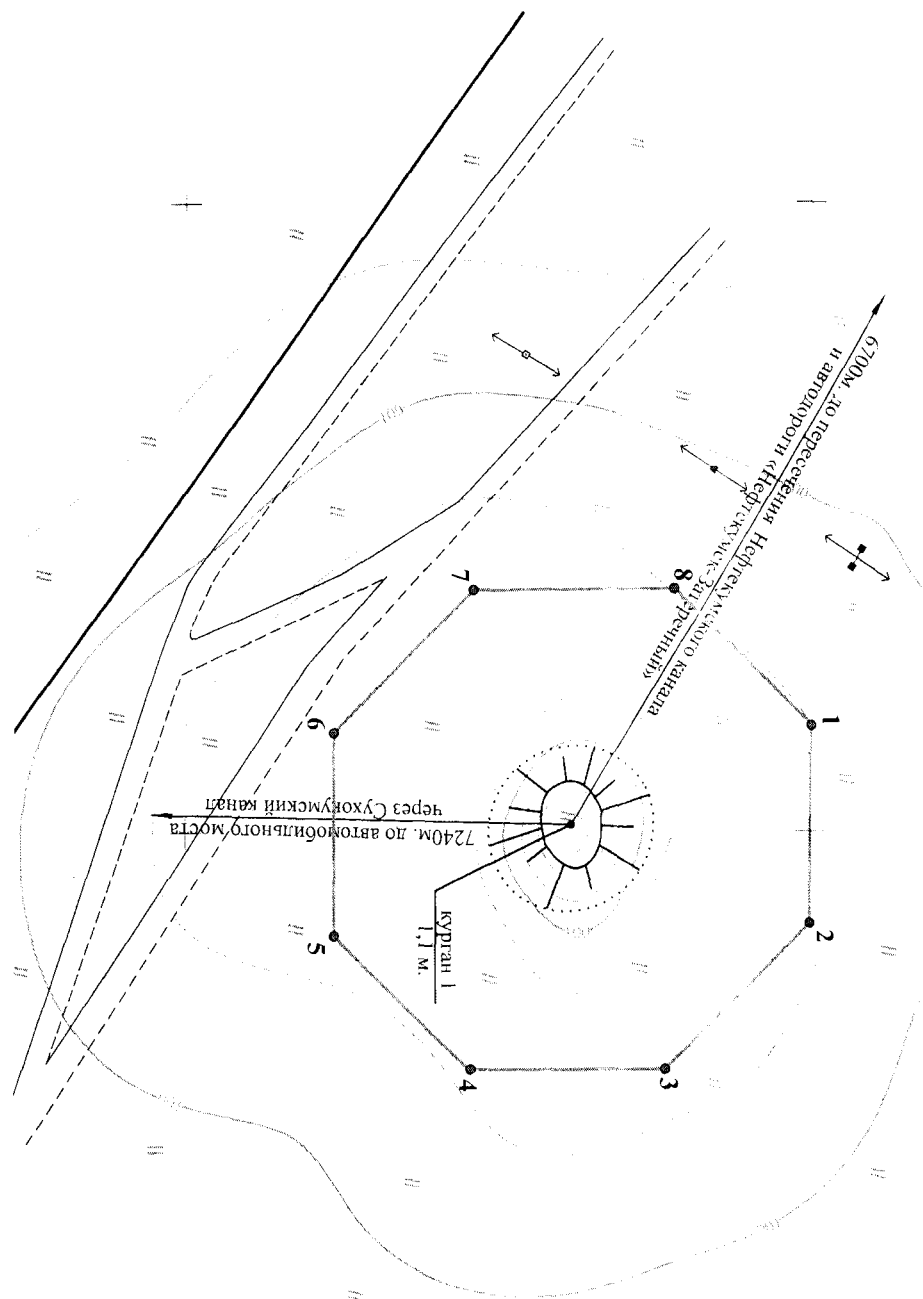 6700м. до пересечения Нефтекумского канала
и автодороги «Нефтекумск-Затеречный»
8
7
1
6
7240м. до автомобильного моста
через Сухокумский канал
курган 1
1,1 м.
2
5
3
4